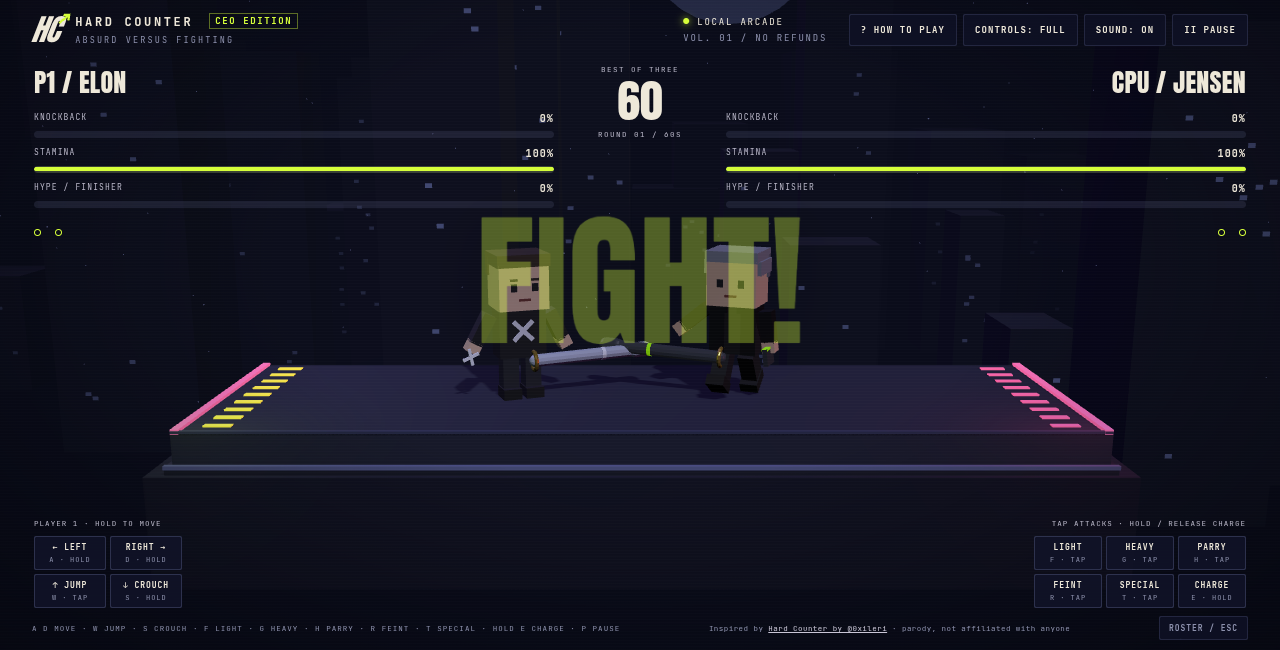 HC HARD COUNTER CEO EDITION
ABSURD VERSUS FIGHTING
LOCAL ARCADE
VOL. 01 / NO REFUNDS
? HOW TO PLAY
CONTROLS: FULL
SOUND: ON
II PAUSE
P1 / ELON
KNOCKBACK 0%
STAMINA 100%
HYPE / FINISHER 0%
BEST OF THREE
60
ROUND 01 / 60S
CPU / JENSEN
KNOCKBACK 0%
STAMINA 100%
HYPE / FINISHER 0%
FIGHT!
PLAYER 1 · HOLD TO MOVE
← LEFT
A · HOLD
RIGHT →
D · HOLD
↑ JUMP
W · TAP
↓ CROUCH
S · HOLD
TAP ATTACKS · HOLD / RELEASE CHARGE
LIGHT
F · TAP
HEAVY
G · TAP
PARRY
H · TAP
FEINT
R · TAP
SPECIAL
T · TAP
CHARGE
E · HOLD
A D MOVE · W JUMP · S CROUCH · F LIGHT · G HEAVY · H PARRY · R FEINT · T SPECIAL · HOLD E CHARGE · P PAUSE
Inspired by Hard Counter by @0xileri · parody, not affiliated with anyone
ROSTER / ESC